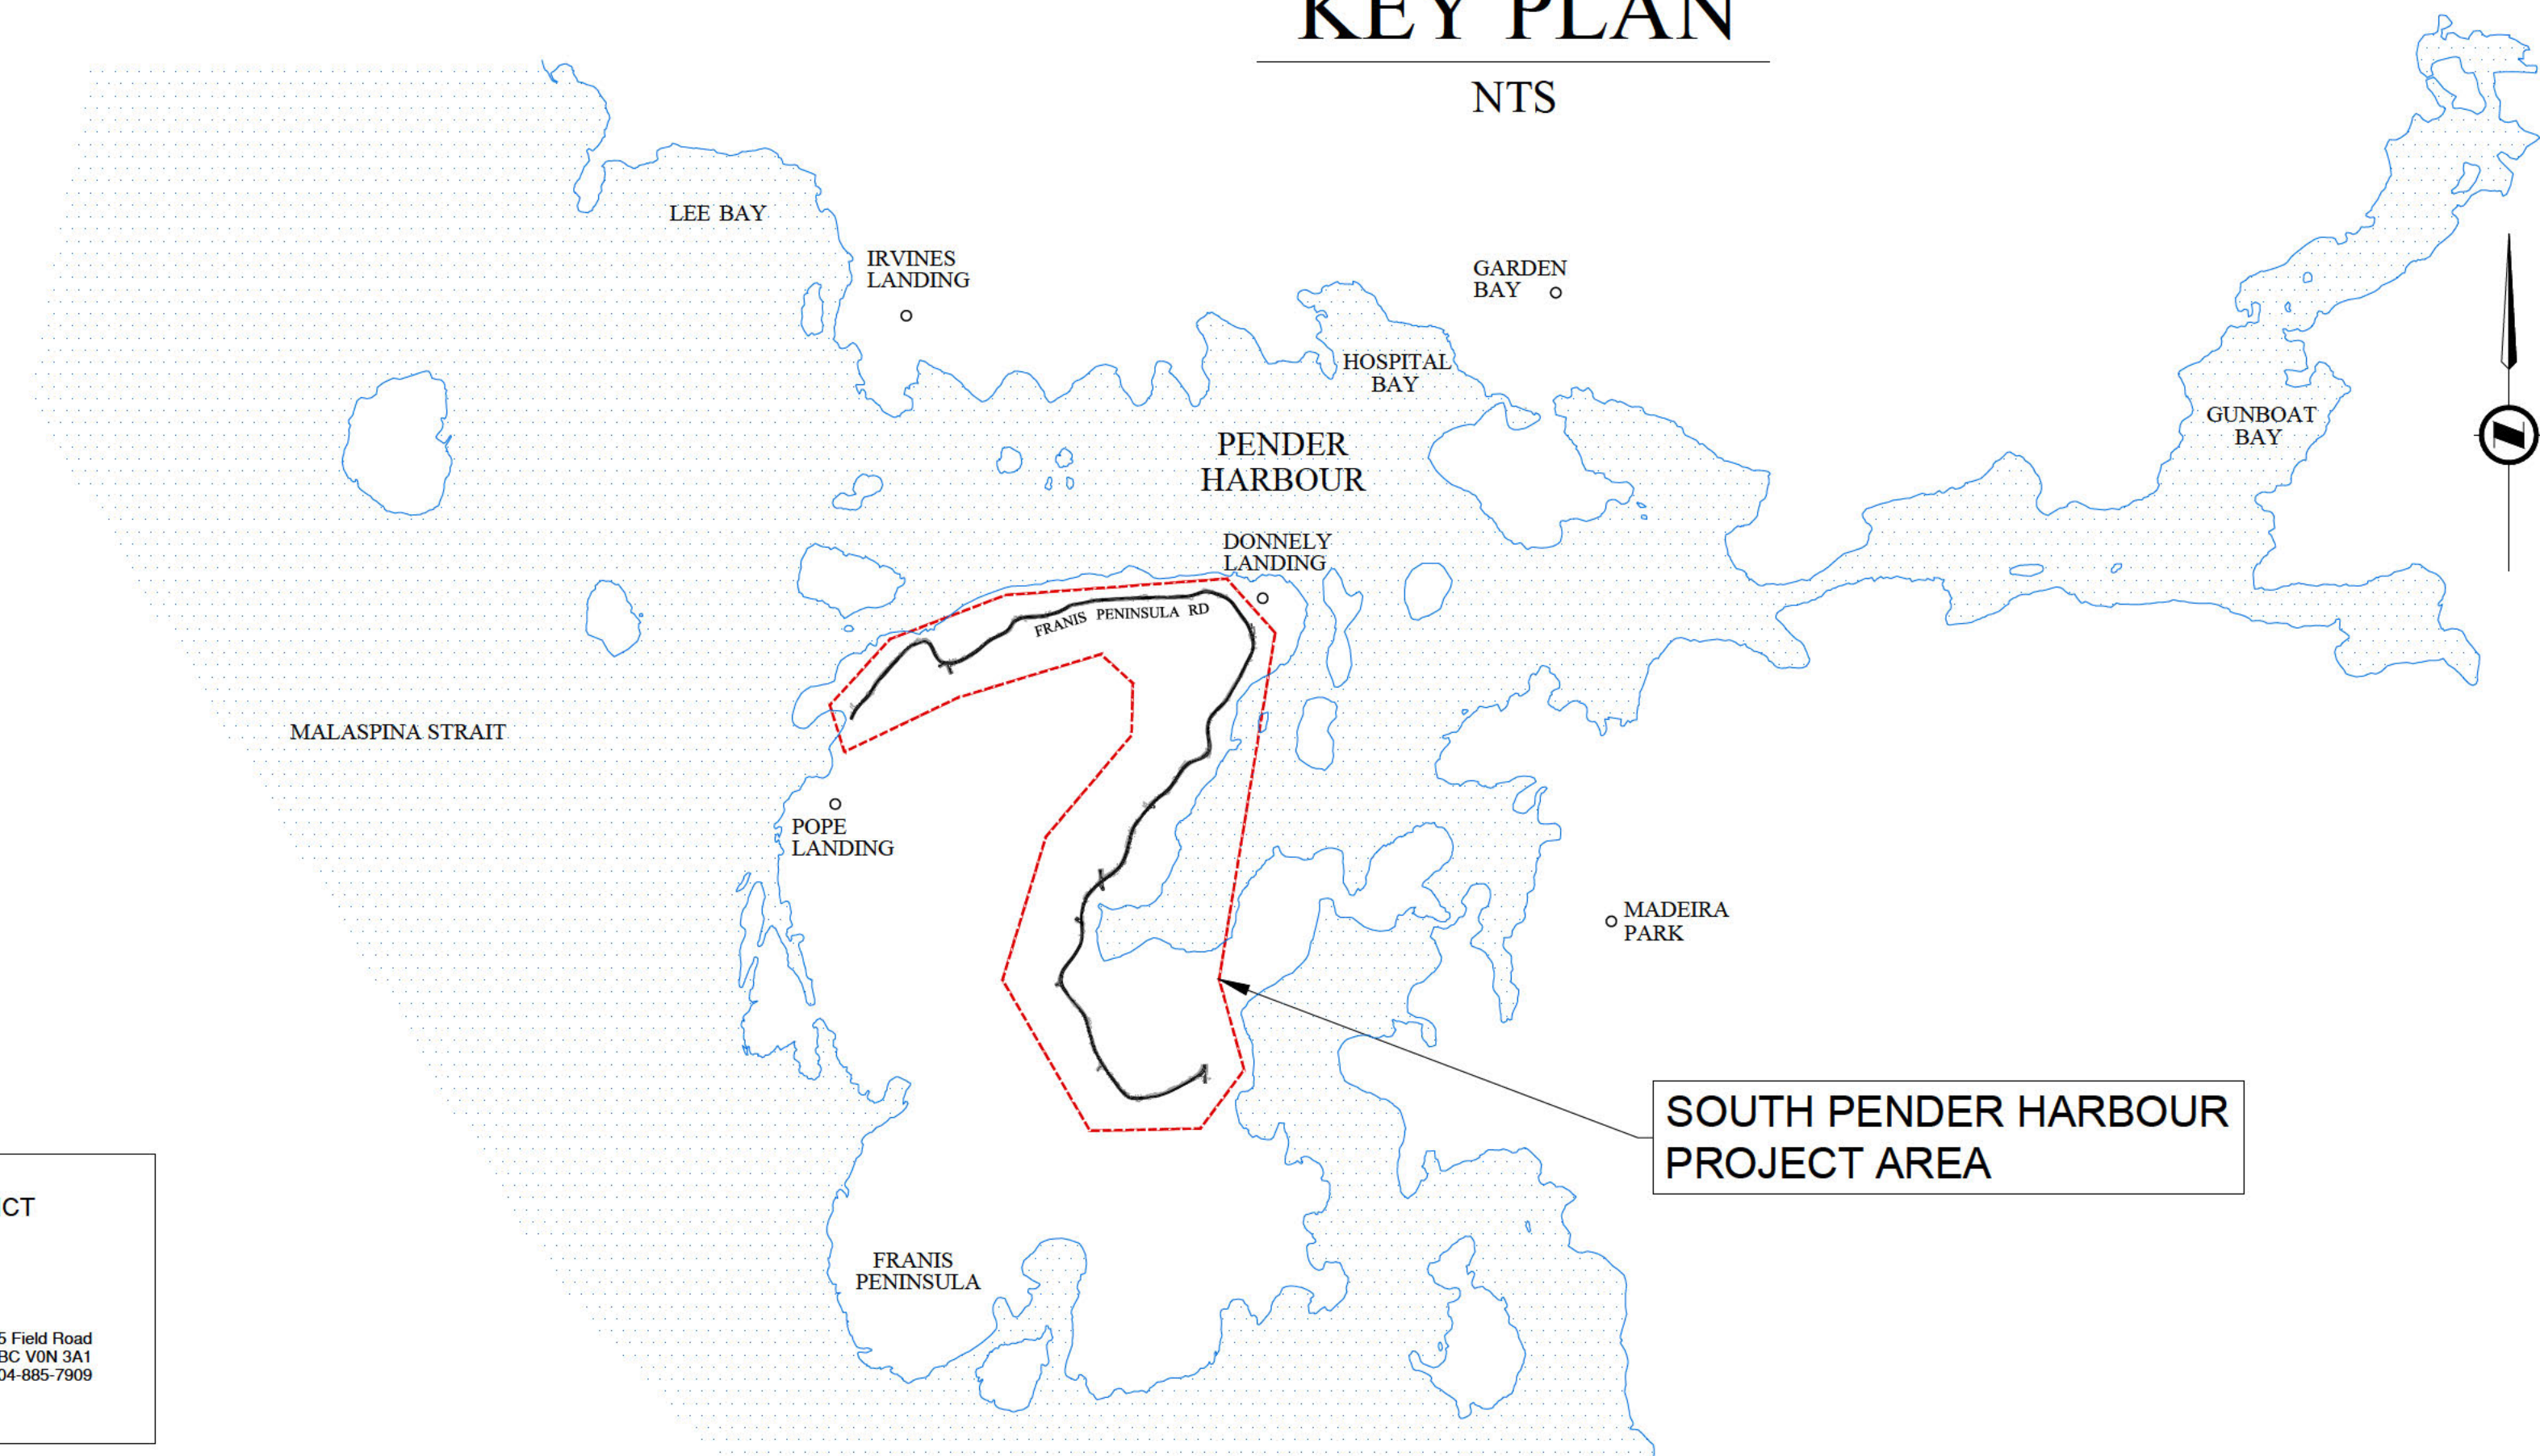 KEY PLAN
NTS
LEE BAY
IRVINES
LANDING
GARDEN
BAY
HOSPITAL
BAY
GUNBOAT
BAY
PENDER
HARBOUR
DONNELY
LANDING
FRANIS PENINSULA RD
MALASPINA STRAIT
POPE
LANDING
MADEIRA
PARK
SOUTH PENDER HARBOUR
PROJECT AREA
FRANIS
PENINSULA
CT
5 Field Road
BC V0N 3A1
04-885-7909
N